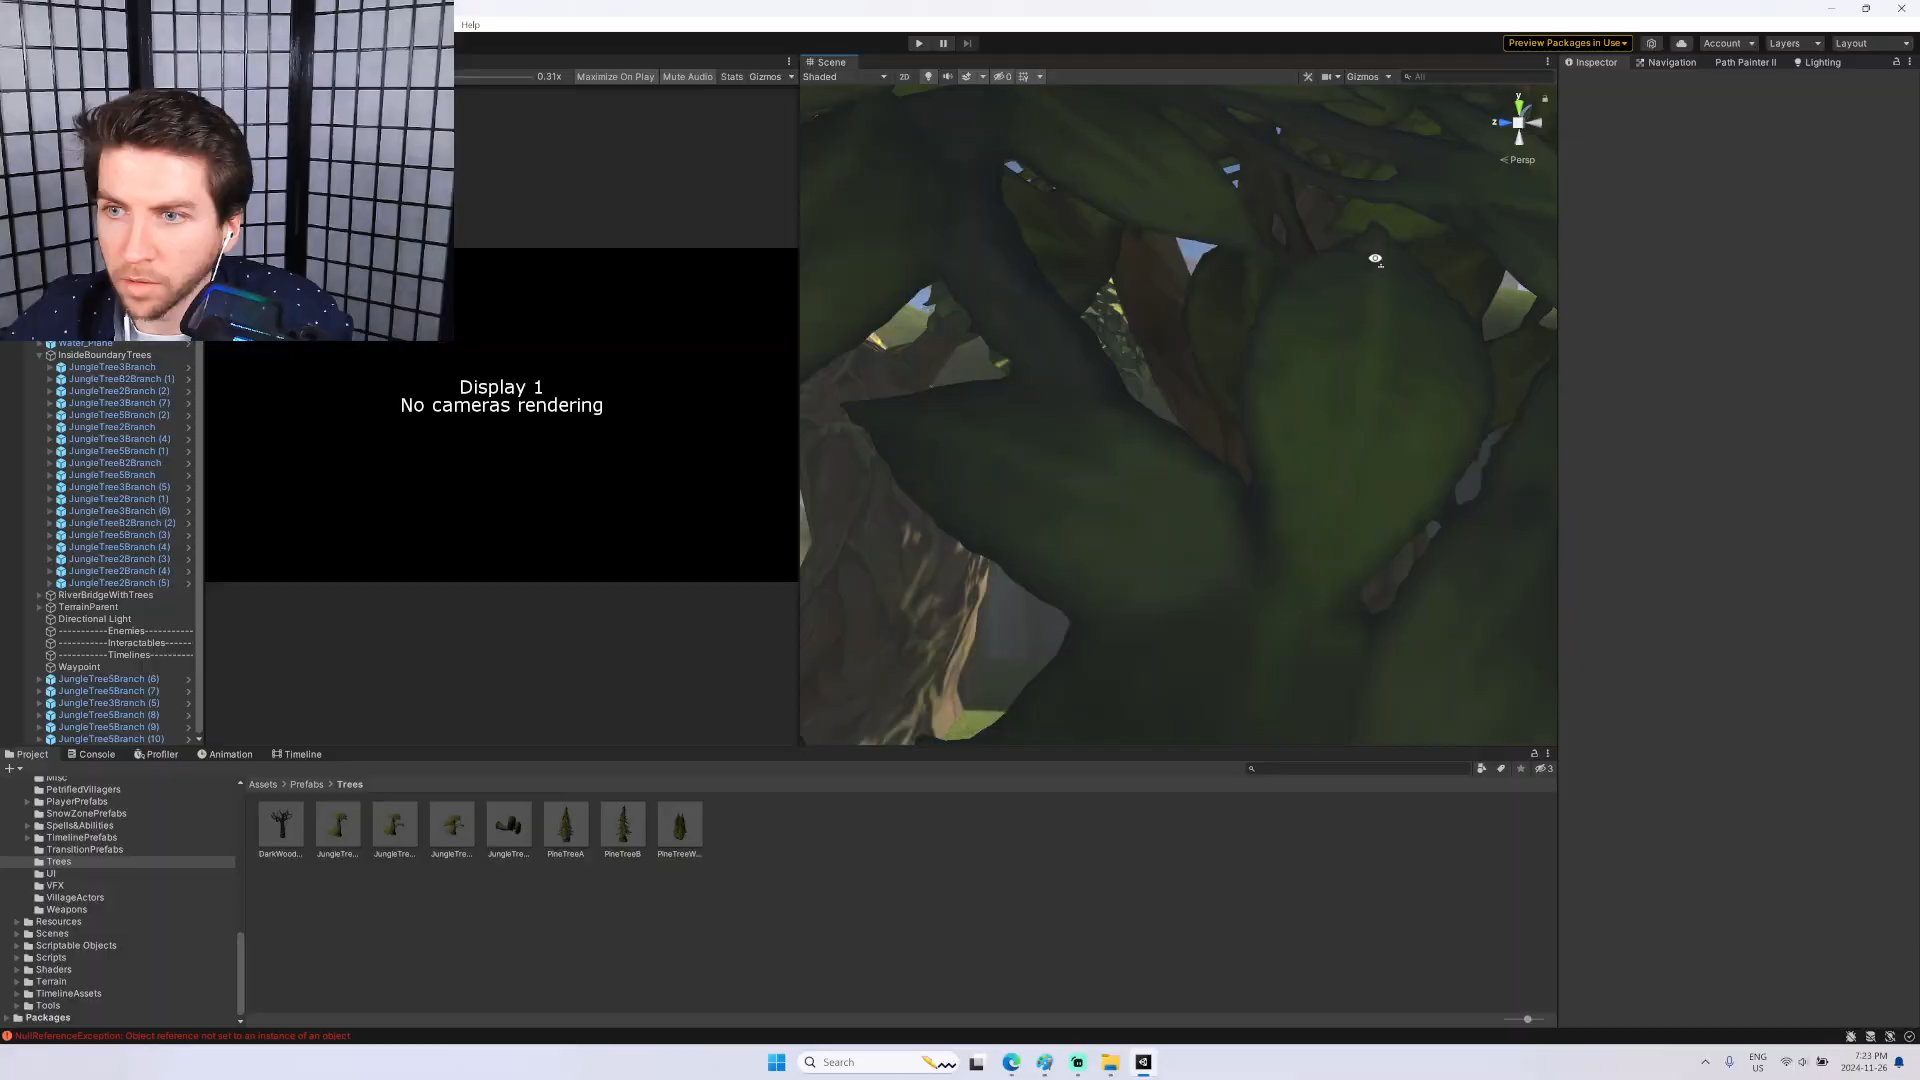 Help
Preview Packages in Use
Account
Layers
Layout
0.31x
Maximize On Play
Mute Audio
Stats
Gizmos
Scene
Shaded
2D
0
Gizmos
All
Inspector
Navigation
Path Painter II
Lighting
y
z
Persp
Display 1
No cameras rendering
Water_Plane
InsideBoundaryTrees
JungleTree3Branch
JungleTreeB2Branch (1)
JungleTree2Branch (2)
JungleTree3Branch (7)
JungleTree5Branch (2)
JungleTree2Branch
JungleTree3Branch (4)
JungleTree5Branch (1)
JungleTreeB2Branch
JungleTree5Branch
JungleTree3Branch (5)
JungleTree2Branch (1)
JungleTree3Branch (6)
JungleTreeB2Branch (2)
JungleTree5Branch (3)
JungleTree5Branch (4)
JungleTree2Branch (3)
JungleTree2Branch (4)
JungleTree2Branch (5)
RiverBridgeWithTrees
TerrainParent
Directional Light
-----------Enemies-----------
-----------Interactables------
-----------Timelines---------
Waypoint
JungleTree5Branch (6)
JungleTree5Branch (7)
JungleTree3Branch (5)
JungleTree5Branch (8)
JungleTree5Branch (9)
JungleTree5Branch (10)
Project
Console
Profiler
Animation
Timeline
3
Misc
PetrifiedVillagers
PlayerPrefabs
SnowZonePrefabs
Spells&Abilities
TimelinePrefabs
TransitionPrefabs
Trees
UI
VFX
VillageActors
Weapons
Resources
Scenes
Scriptable Objects
Scripts
Shaders
Terrain
TimelineAssets
Tools
Packages
Assets > Prefabs > Trees
DarkWood...
JungleTre...
JungleTre...
JungleTre...
JungleTre...
PineTreeA
PineTreeB
PineTreeW...
NullReferenceException: Object reference not set to an instance of an object
Search
ENG
US
7:23 PM
2024-11-26